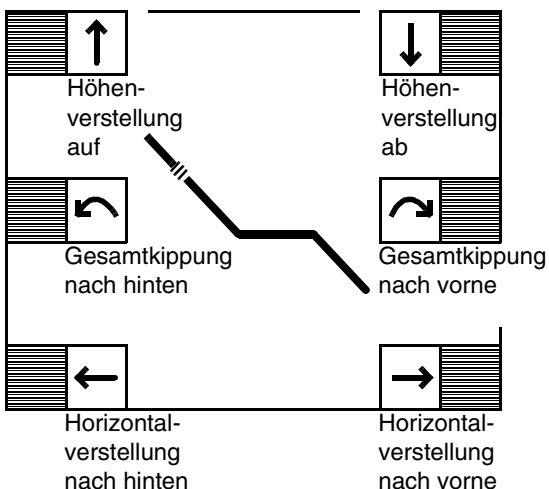 Höhen-
verstellung
auf
Höhen-
verstellung
ab
Gesamtkippung
nach hinten
Gesamtkippung
nach vorne
Horizontal-
verstellung
nach hinten
Horizontal-
verstellung
nach vorne